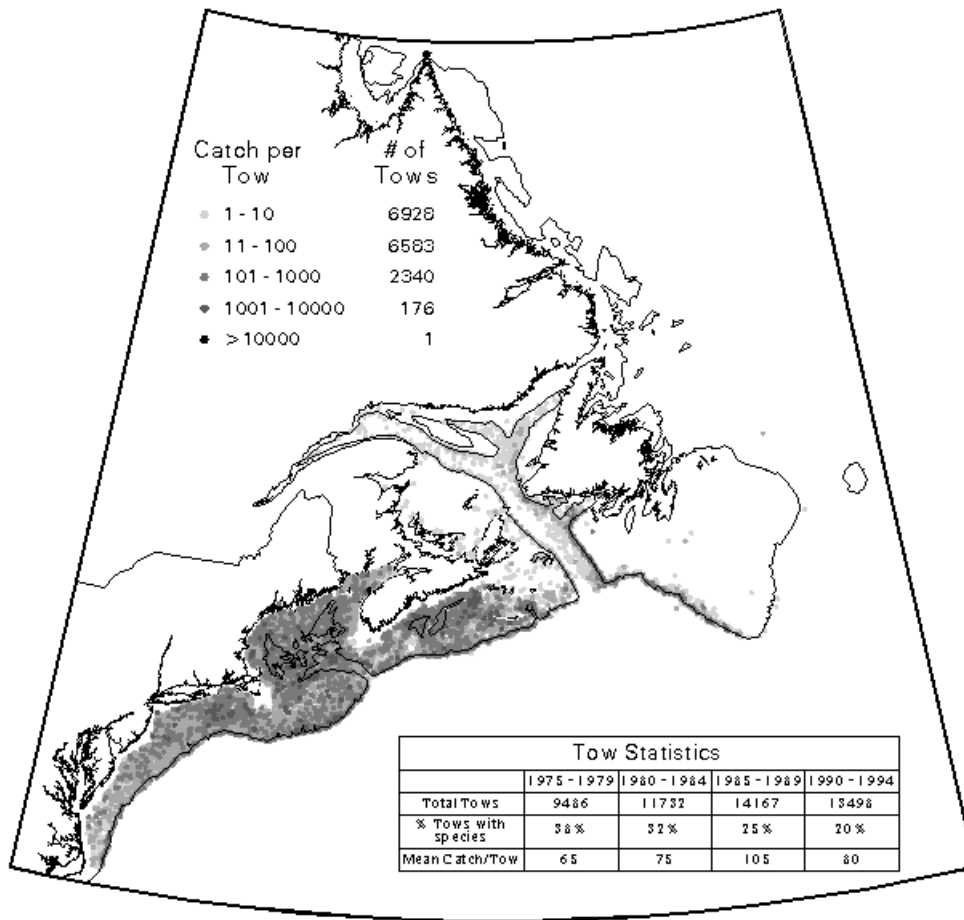 Catch per # of
Tow Tows
1 - 10 6928
11 - 100 6583
101 - 1000 2340
1001 - 10000 176
>10000 1
Tow Statistics
1975 - 1979 1980 - 1984 1985 - 1989 1990 - 1994
Total Tows 9486 11732 14167 13498
% Tows with species 38% 32% 25% 20%
Mean Catch/Tow 65 75 105 80